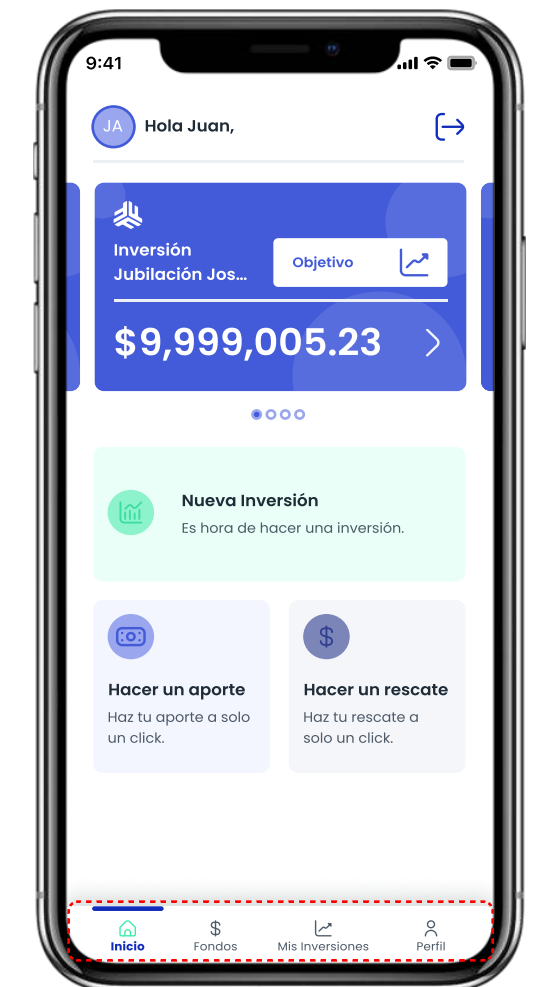 9:41
JA
Hola Juan,
Inversión
Jubilación Jos...
Objetivo
$9,999,005.23
Nueva Inversión
Es hora de hacer una inversión.
Hacer un aporte
Haz tu aporte a solo
un click.
Hacer un rescate
Haz tu rescate a
solo un click.
Inicio
Fondos
Mis Inversiones
Perfil